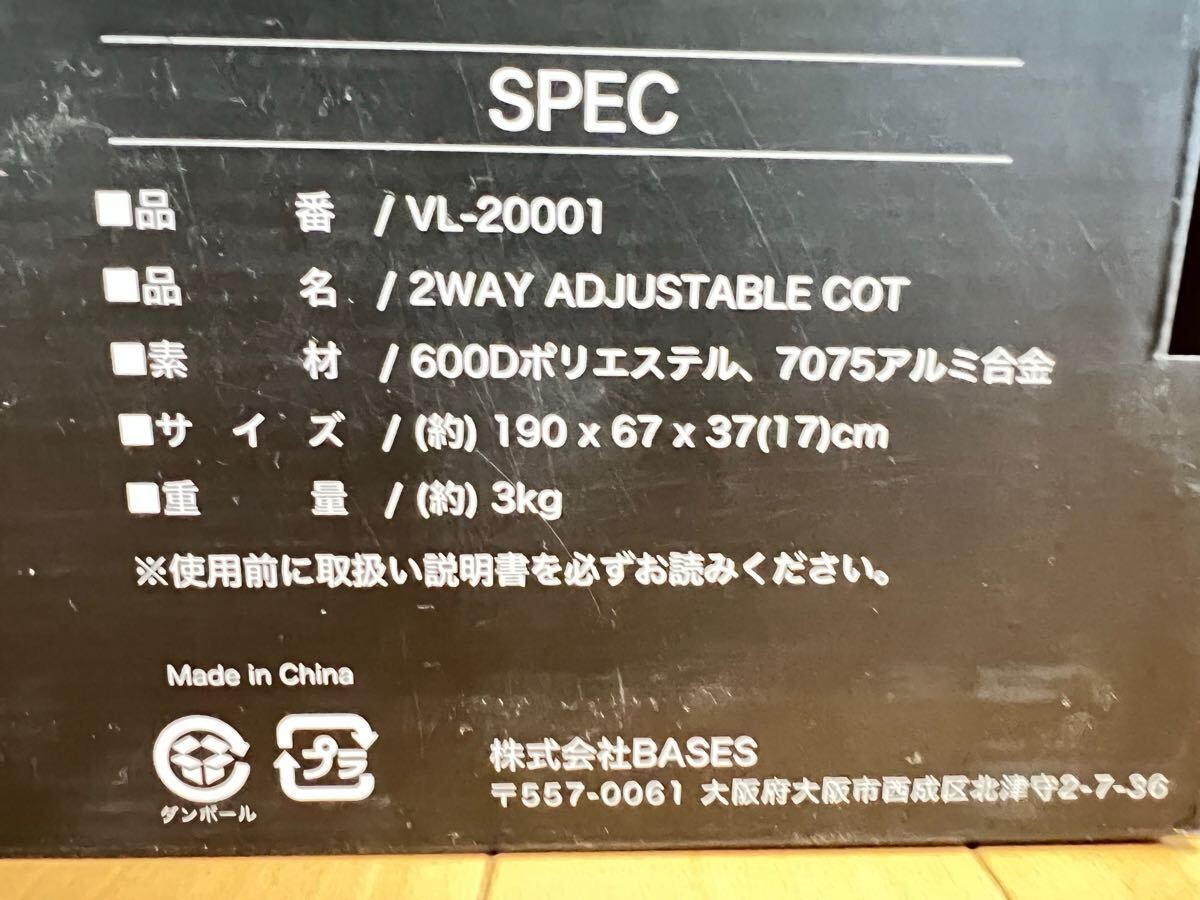 SPEC
■品番 / VL-20001
■品名 / 2WAY ADJUSTABLE COT
■素材 / 600Dポリエステル、7075アルミ合金
■サイズ / (約) 190 x 67 x 37(17)cm
■重量 / (約) 3kg
※使用前に取扱い説明書を必ずお読みください。
Made in China
プラ
ダンボール
株式会社BASES
〒557-0061 大阪府大阪市西成区北津守2-7-36